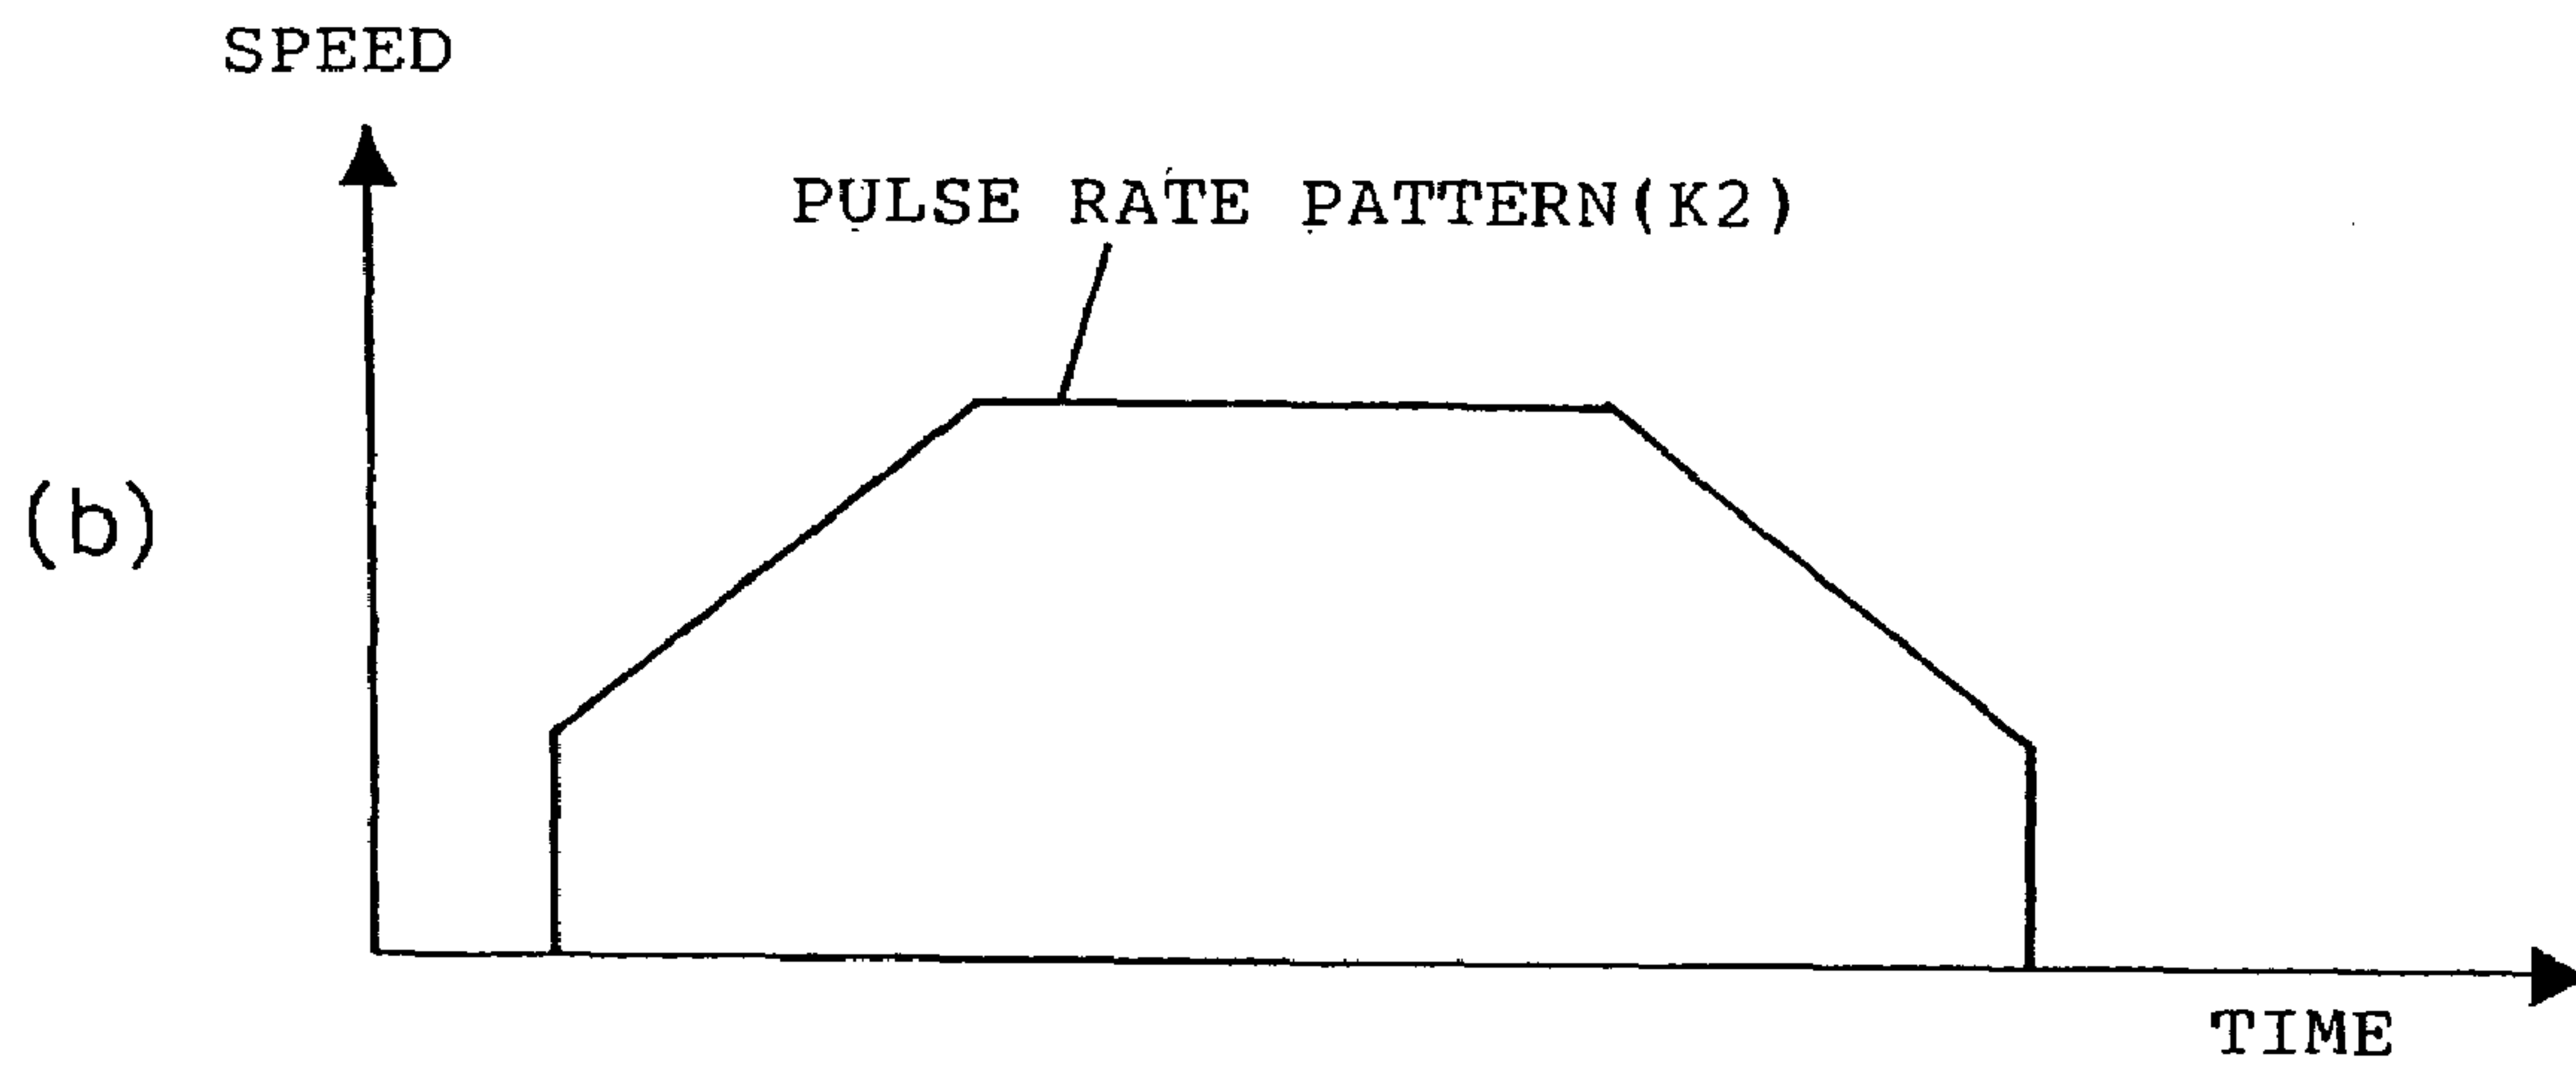 SPEED
PULSE RATE PATTERN(K2)
(b)
TIME